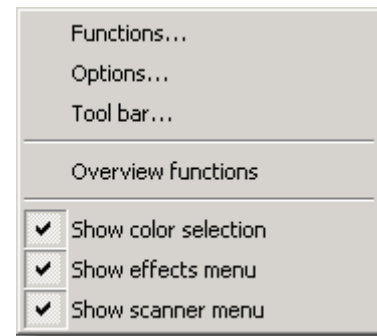 Functions...
Options...
Tool bar...
Overview functions
Show color selection
Show effects menu
Show scanner menu